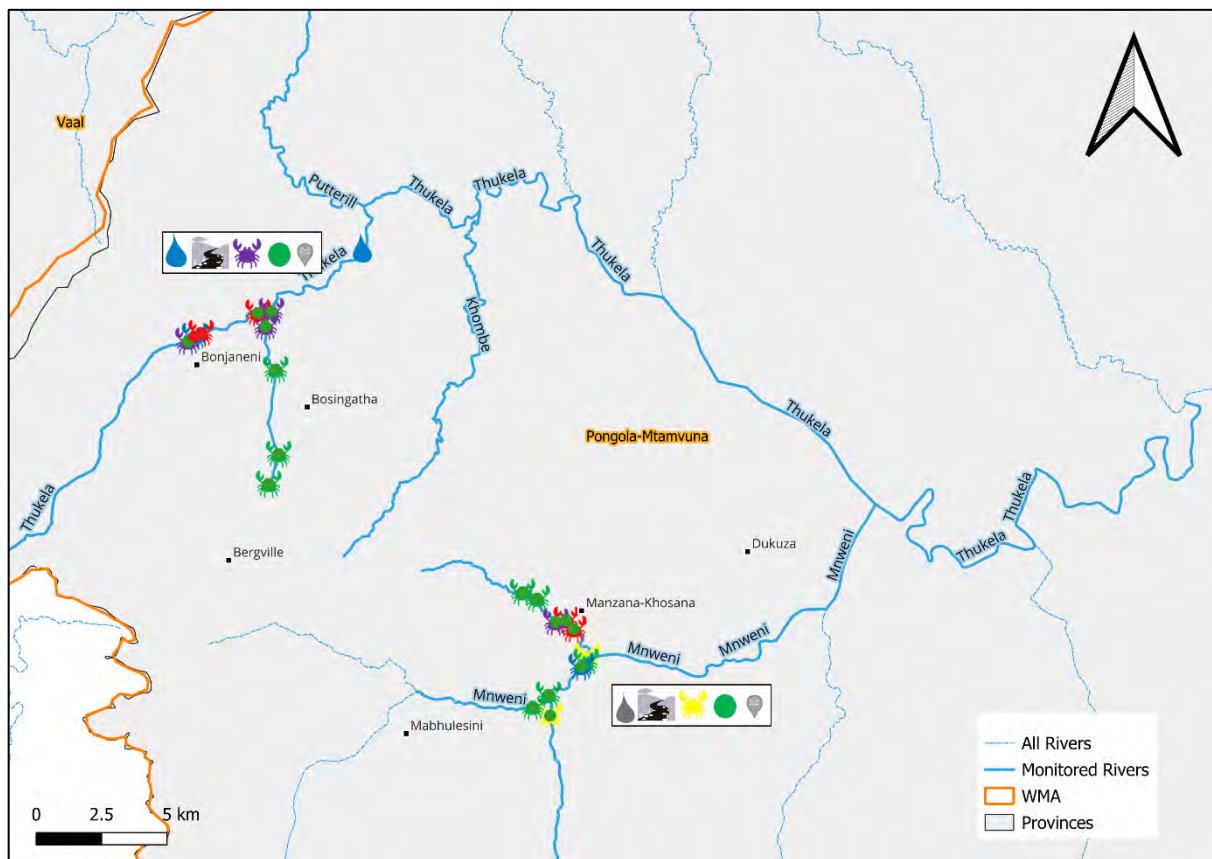 Vaal
Putterill
Thukela
Thukela
Thukela
Thukela
Khombe
Bonjaneni
Bosingatha
Pongola-Mtamvuna
Thukela
Thukela
Thukela
Thukela
Bergville
Dukuza
Mnweni
Manzana-Khosana
Mnweni
Mnweni
Mnweni
Mabhulesini
All Rivers
Monitored Rivers
WMA
Provinces
0 2.5 5 km